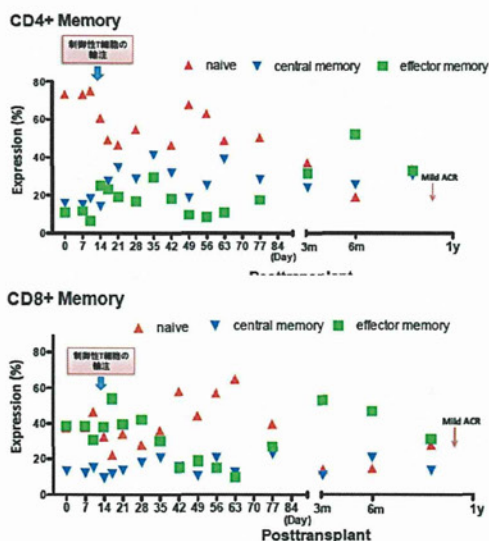 CD4+ Memory
制御性T細胞の
輸注
naive
central memory
effector memory
Expression (%)
80
60
40
20
0
Mild ACR
0 7 14 21 28 35 42 49 56 63 77 84 3m 6m 1y
(Day)
Posttransplant
CD8+ Memory
naive
central memory
effector memory
制御性T細胞の
輸注
Expression (%)
80
60
40
20
0
Mild ACR
0 7 14 21 28 35 42 49 56 63 77 84 3m 6m 1y
(Day)
Posttransplant